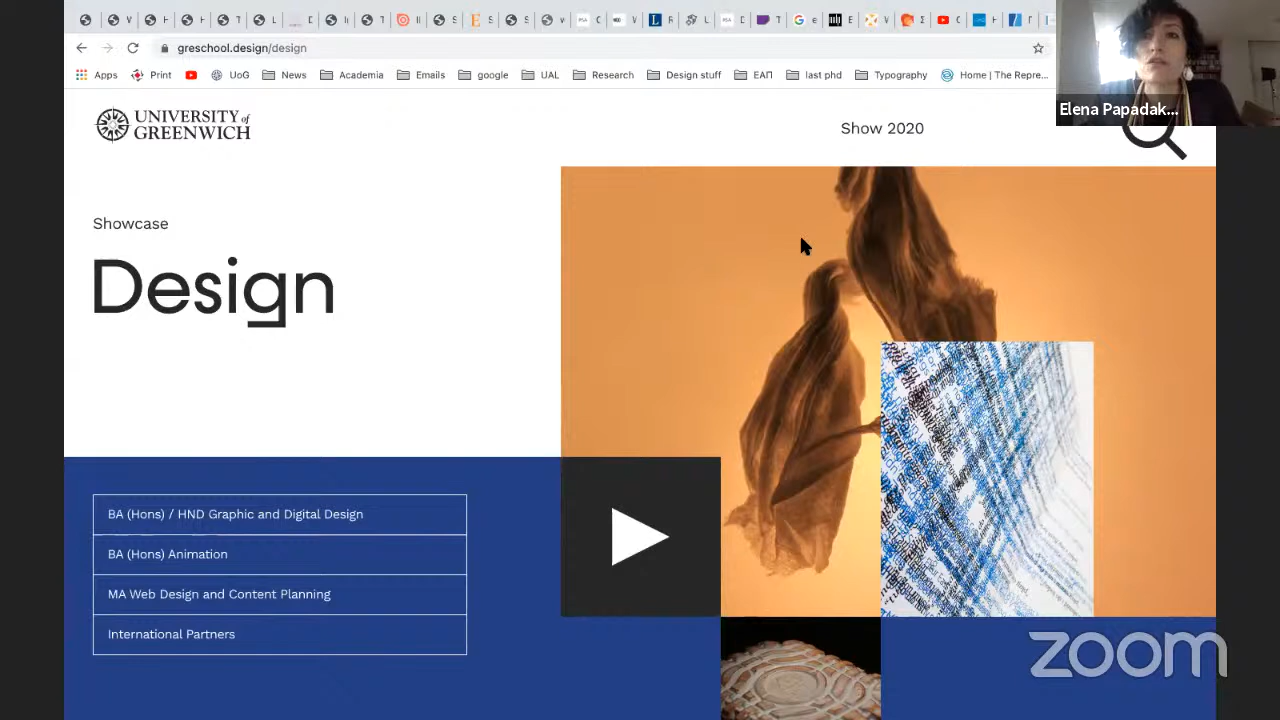 greschool.design/design
Apps Print UoG News Academia Emails google UAL Research Design stuff ΕΑΠ last phd Typography Home | The Repre...
Elena Papadak...
UNIVERSITY of
GREENWICH
Show 2020
Showcase
Design
BA (Hons) / HND Graphic and Digital Design
BA (Hons) Animation
MA Web Design and Content Planning
International Partners
zoom